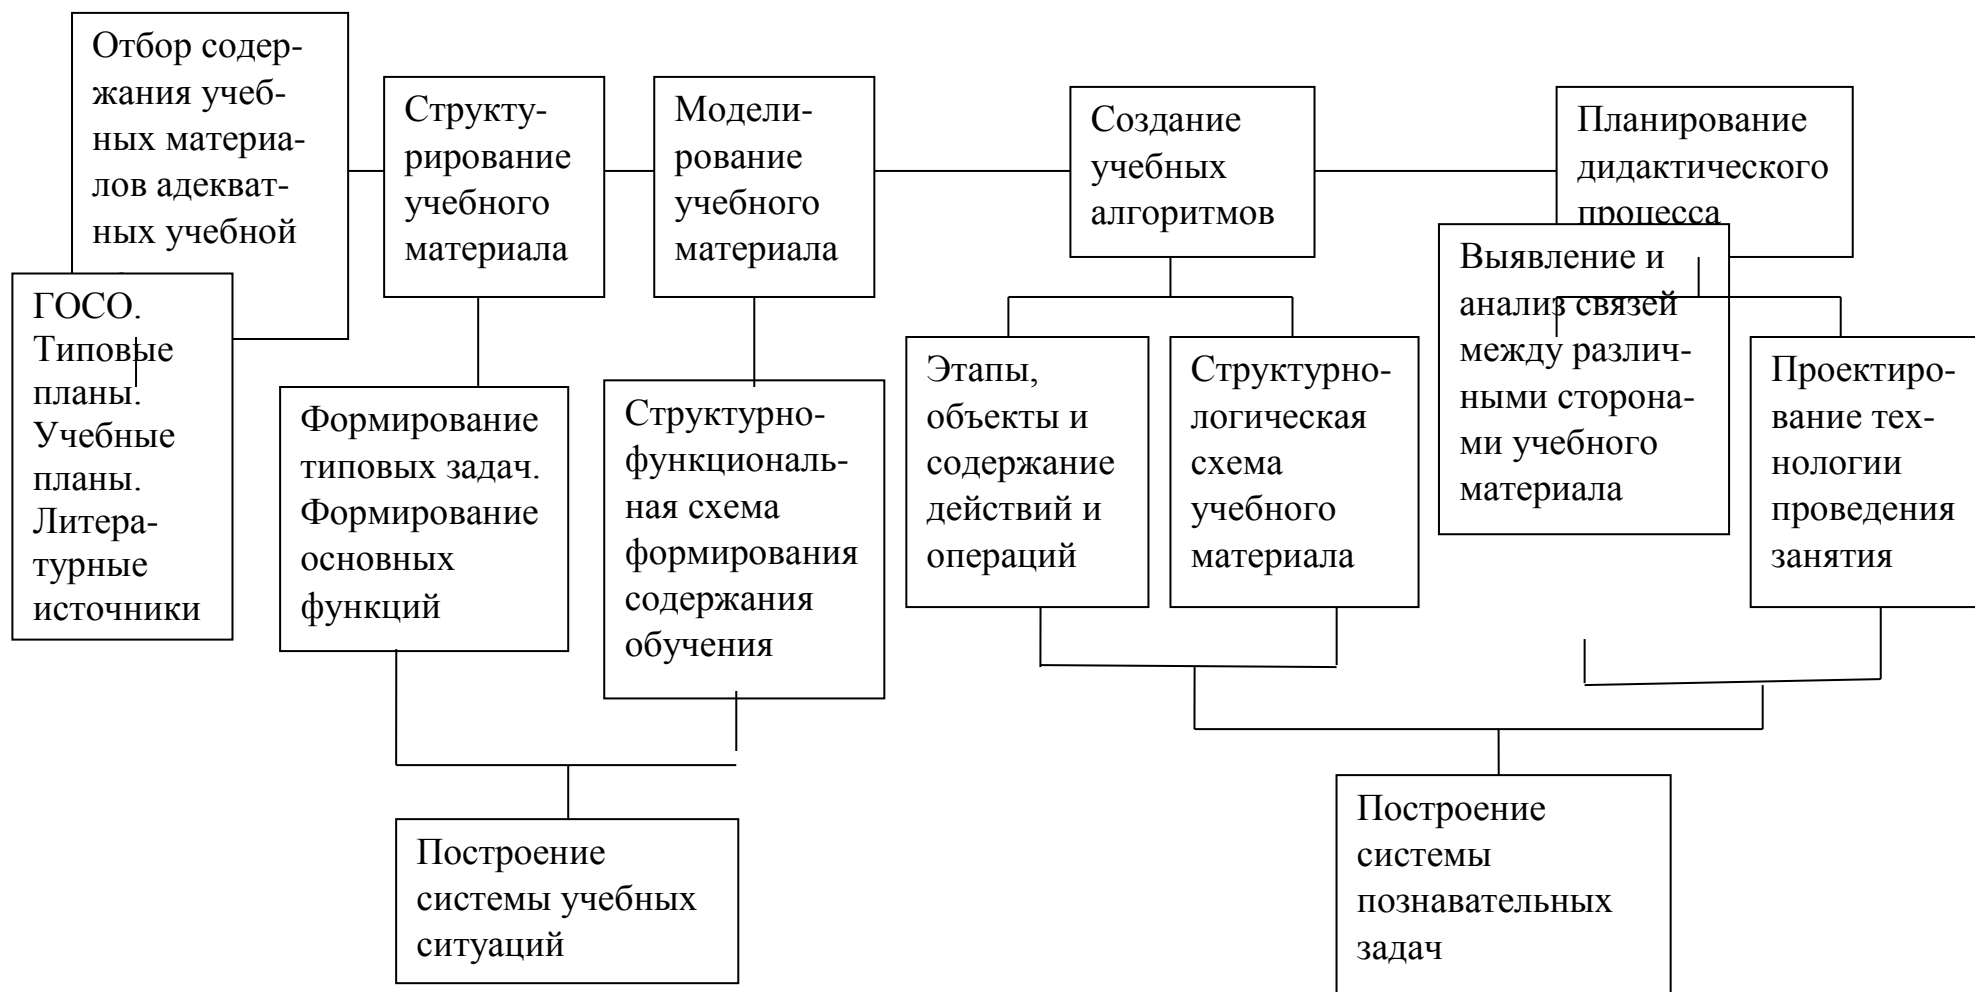 Отбор содер-
жания учеб-
ных материа-
лов адекват-
ных учебной
Структу-
рирование
учебного
материала
Модели-
рование
учебного
материала
Создание
учебных
алгоритмов
Планирование
дидактического
процесса
ГОСО.
Типовые
планы.
Учебные
планы.
Литера-
турные
источники
Формирование
типовых задач.
Формирование
основных
функций
Структурно-
функциональ-
ная схема
формирования
содержания
обучения
Этапы,
объекты и
содержание
действий и
операций
Структурно-
логическая
схема
учебного
материала
Выявление и
анализ связей
между различ-
ными сторона-
ми учебного
материала
Проектиро-
вание тех-
нологии
проведения
занятия
Построение
системы учебных
ситуаций
Построение
системы
познавательных
задач